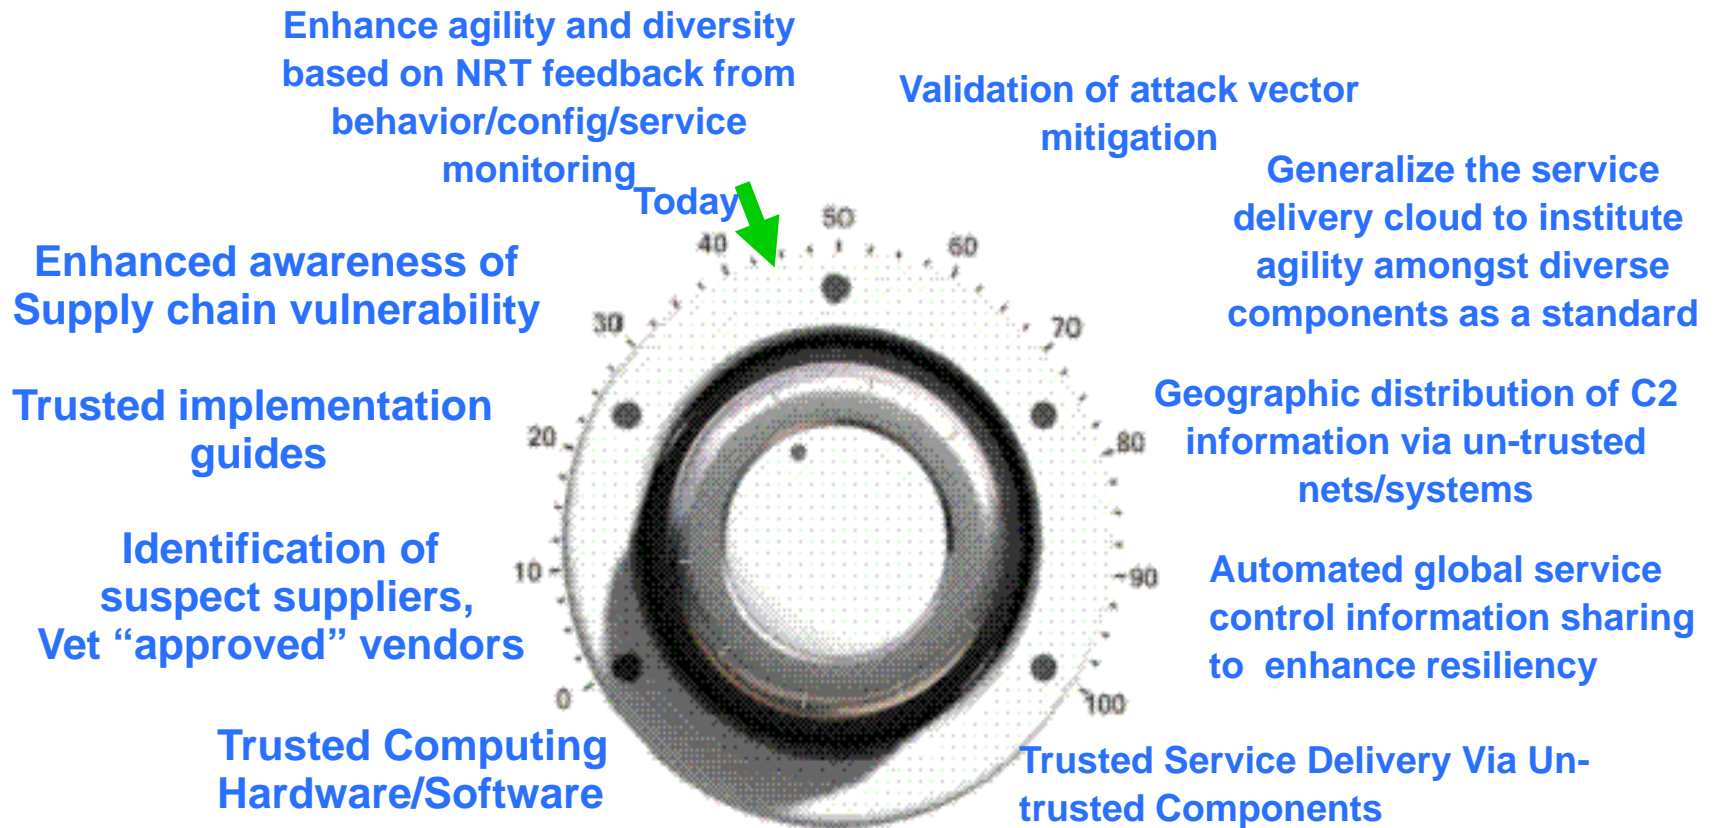 Enhance agility and diversity
based on NRT feedback from
behavior/config/service
monitoring
Validation of attack vector
mitigation
Generalize the service
delivery cloud to institute
agility amongst diverse
components as a standard
Today
Enhanced awareness of
Supply chain vulnerability
Trusted implementation
guides
Geographic distribution of C2
information via un-trusted
nets/systems
Identification of
suspect suppliers,
Vet “approved” vendors
Automated global service
control information sharing
to enhance resiliency
Trusted Computing
Hardware/Software
Trusted Service Delivery Via Un-
trusted Components
0
10
20
30
40
50
60
70
80
90
100